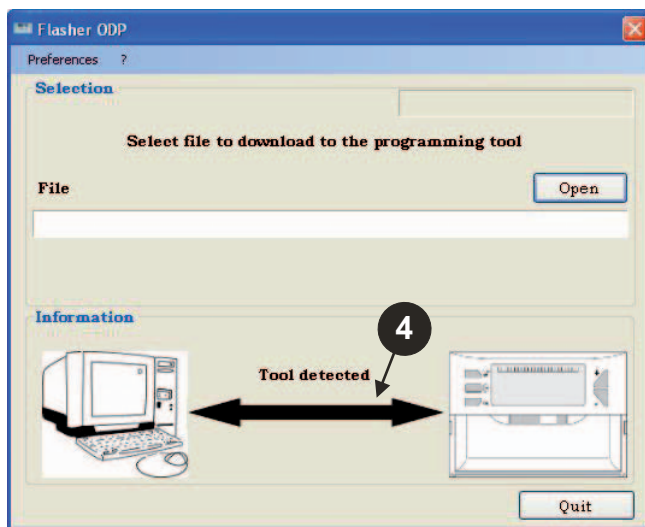 Flasher ODP
Preferences ?
Selection
Select file to download to the programming tool
File
Open
Information
4
Tool detected
Quit